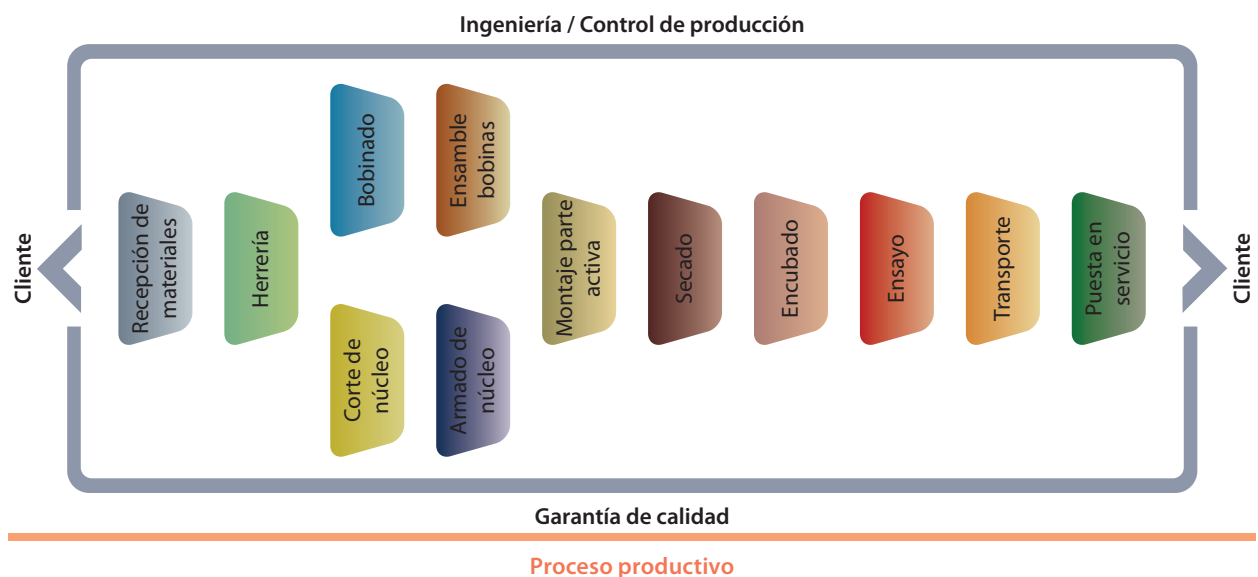 Ingeniería / Control de producción
Cliente
Recepción de
materiales
Herrería
Bobinado
Corte de
núcleo
Ensamble
bobinas
Armado de
núcleo
Montaje parte
activa
Secado
Encubado
Ensayo
Transporte
Puesta en
servicio
Cliente
Garantía de calidad
Proceso productivo